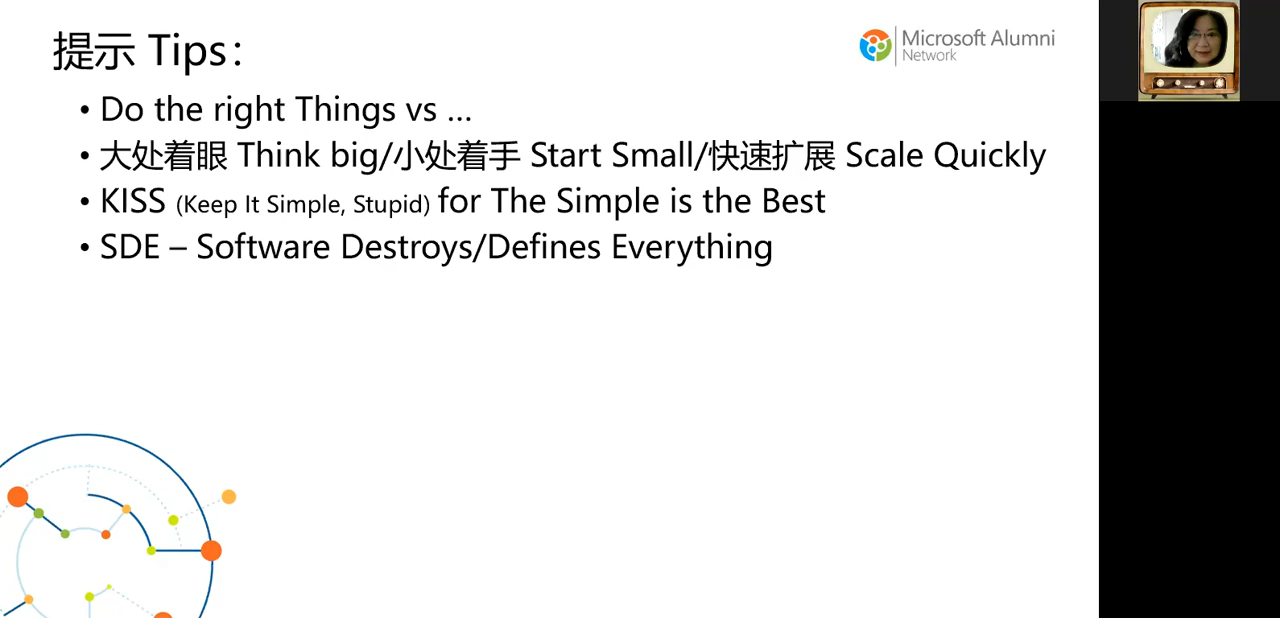 提示 Tips：
Microsoft Alumni
Network
• Do the right Things vs ...
• 大处着眼 Think big/小处着手 Start Small/快速扩展 Scale Quickly
• KISS (Keep It Simple, Stupid) for The Simple is the Best
• SDE – Software Destroys/Defines Everything